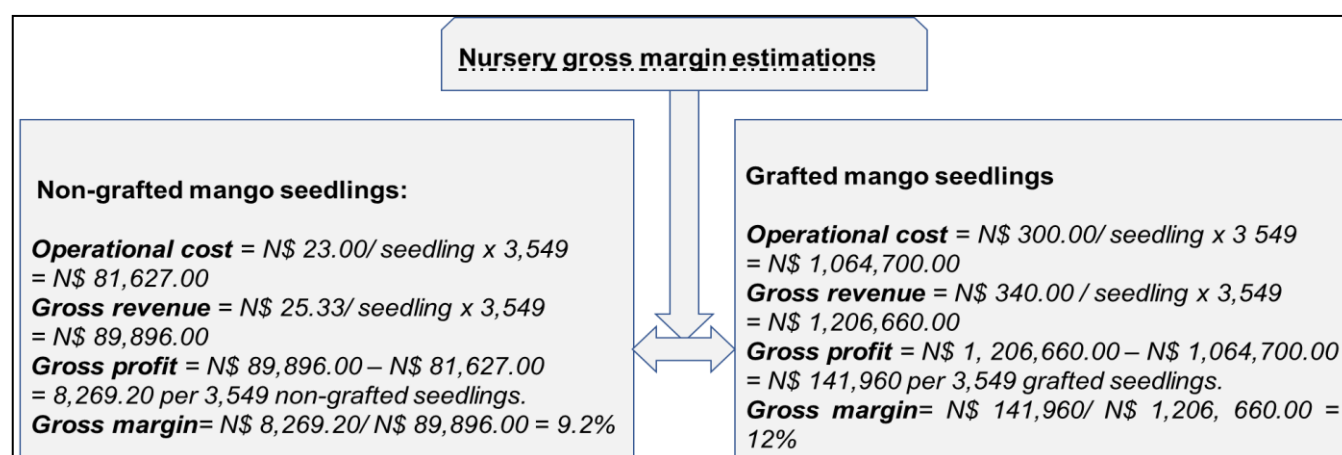 Nursery gross margin estimations
Non-grafted mango seedlings:
Operational cost = N$ 23.00/ seedling x 3,549
= N$ 81,627.00
Gross revenue = N$ 25.33/ seedling x 3,549
= N$ 89,896.00
Gross profit = N$ 89,896.00 – N$ 81,627.00
= 8,269.20 per 3,549 non-grafted seedlings.
Gross margin= N$ 8,269.20/ N$ 89,896.00 = 9.2%
Grafted mango seedlings
Operational cost = N$ 300.00/ seedling x 3 549
= N$ 1,064,700.00
Gross revenue = N$ 340.00 / seedling x 3,549
= N$ 1,206,660.00
Gross profit = N$ 1, 206,660.00 – N$ 1,064,700.00
= N$ 141,960 per 3,549 grafted seedlings.
Gross margin= N$ 141,960/ N$ 1,206, 660.00 =
12%